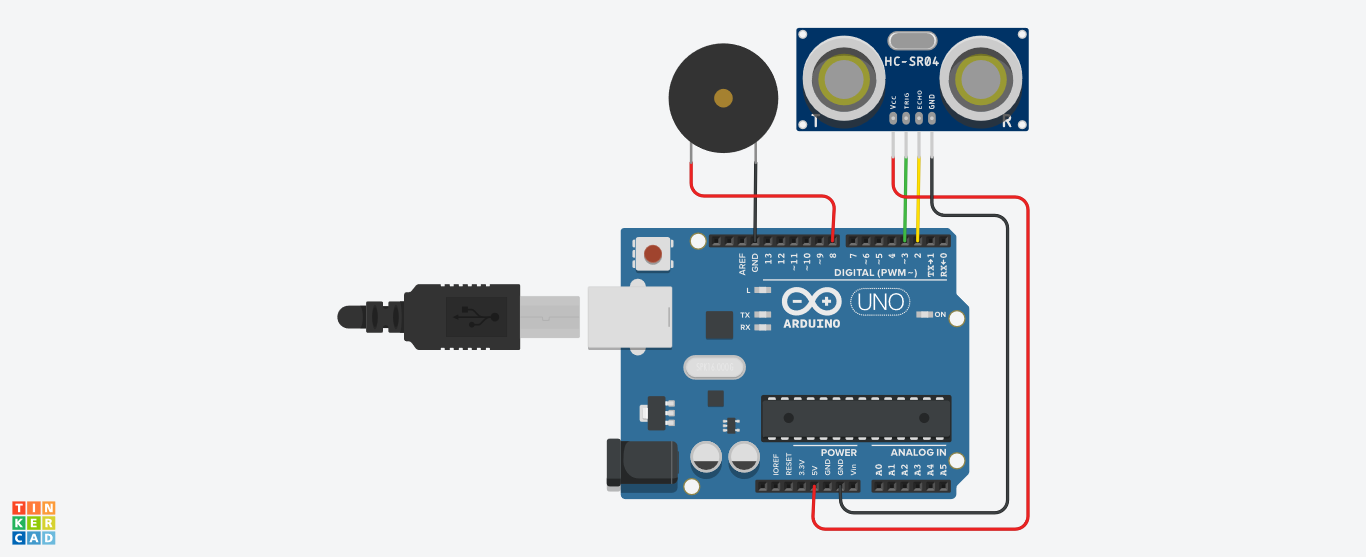 HC-SR04
Vcc
TRIG
ECHO
GND
T
R
AREF
GND
13
12
~11
~10
~9
8
7
~6
~5
4
~3
2
TX→1
RX←0
DIGITAL (PWM~)
L
TX
RX
ARDUINO
UNO
ON
POWER
ANALOG IN
IOREF
RESET
3.3V
5V
GND
GND
Vin
A0
A1
A2
A3
A4
A5
TIN
KER
CAD